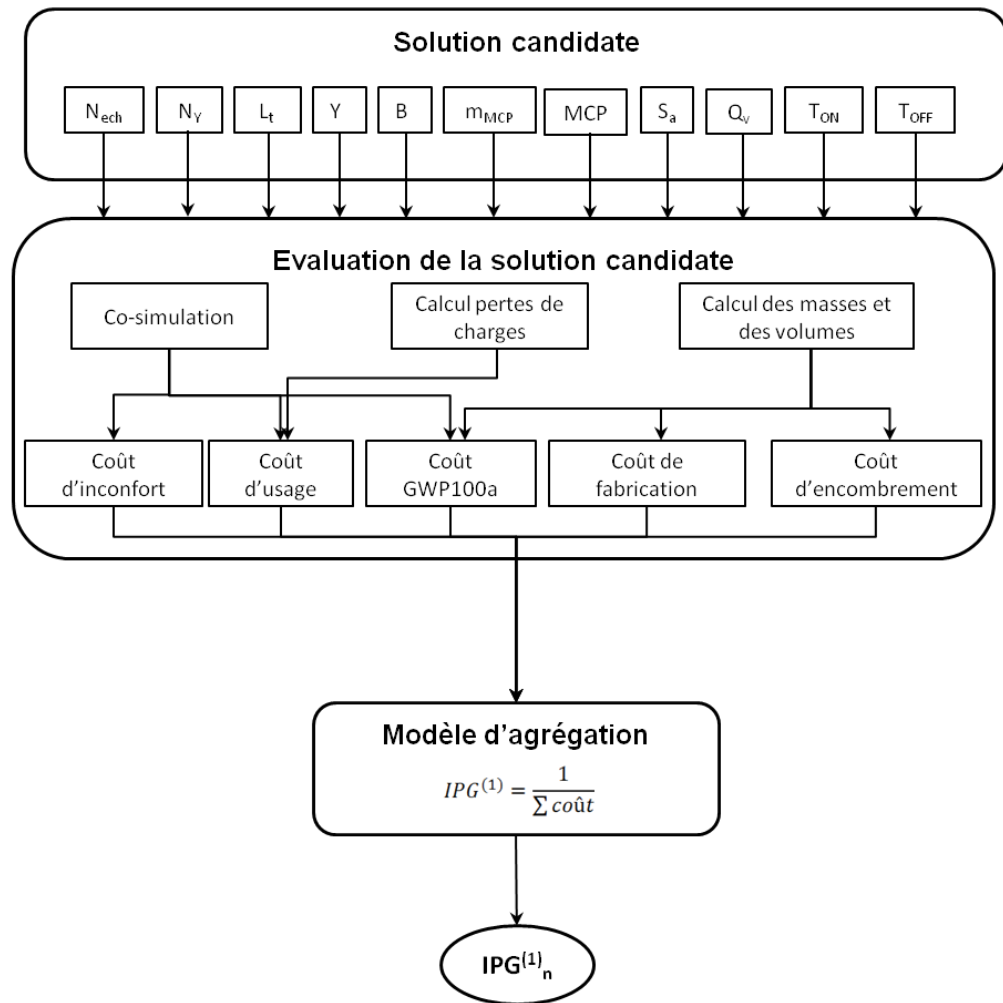 Solution candidate
N_ech N_Y L_t Y B m_MCP MCP S_a Q_v T_ON T_OFF
Evaluation de la solution candidate
Co-simulation
Calcul pertes de
charges
Calcul des masses et
des volumes
Coût
d'inconfort
Coût
d'usage
Coût
GWP100a
Coût de
fabrication
Coût
d'encombrement
Modèle d'agrégation
IPG^(1) = 1 / ∑ coût
IPG^(1)_n